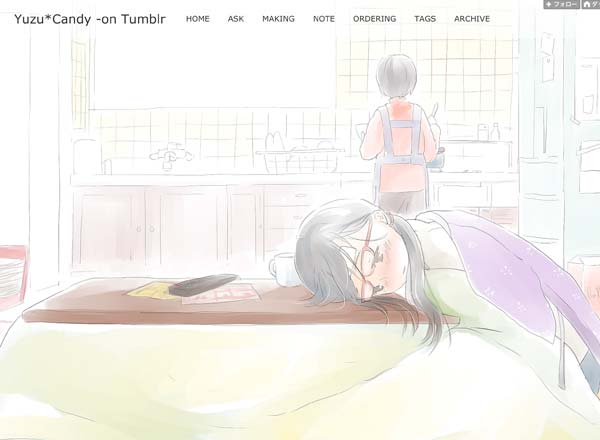 Yuzu*Candy -on Tumblr
HOME ASK MAKING NOTE ORDERING TAGS ARCHIVE
フォロー